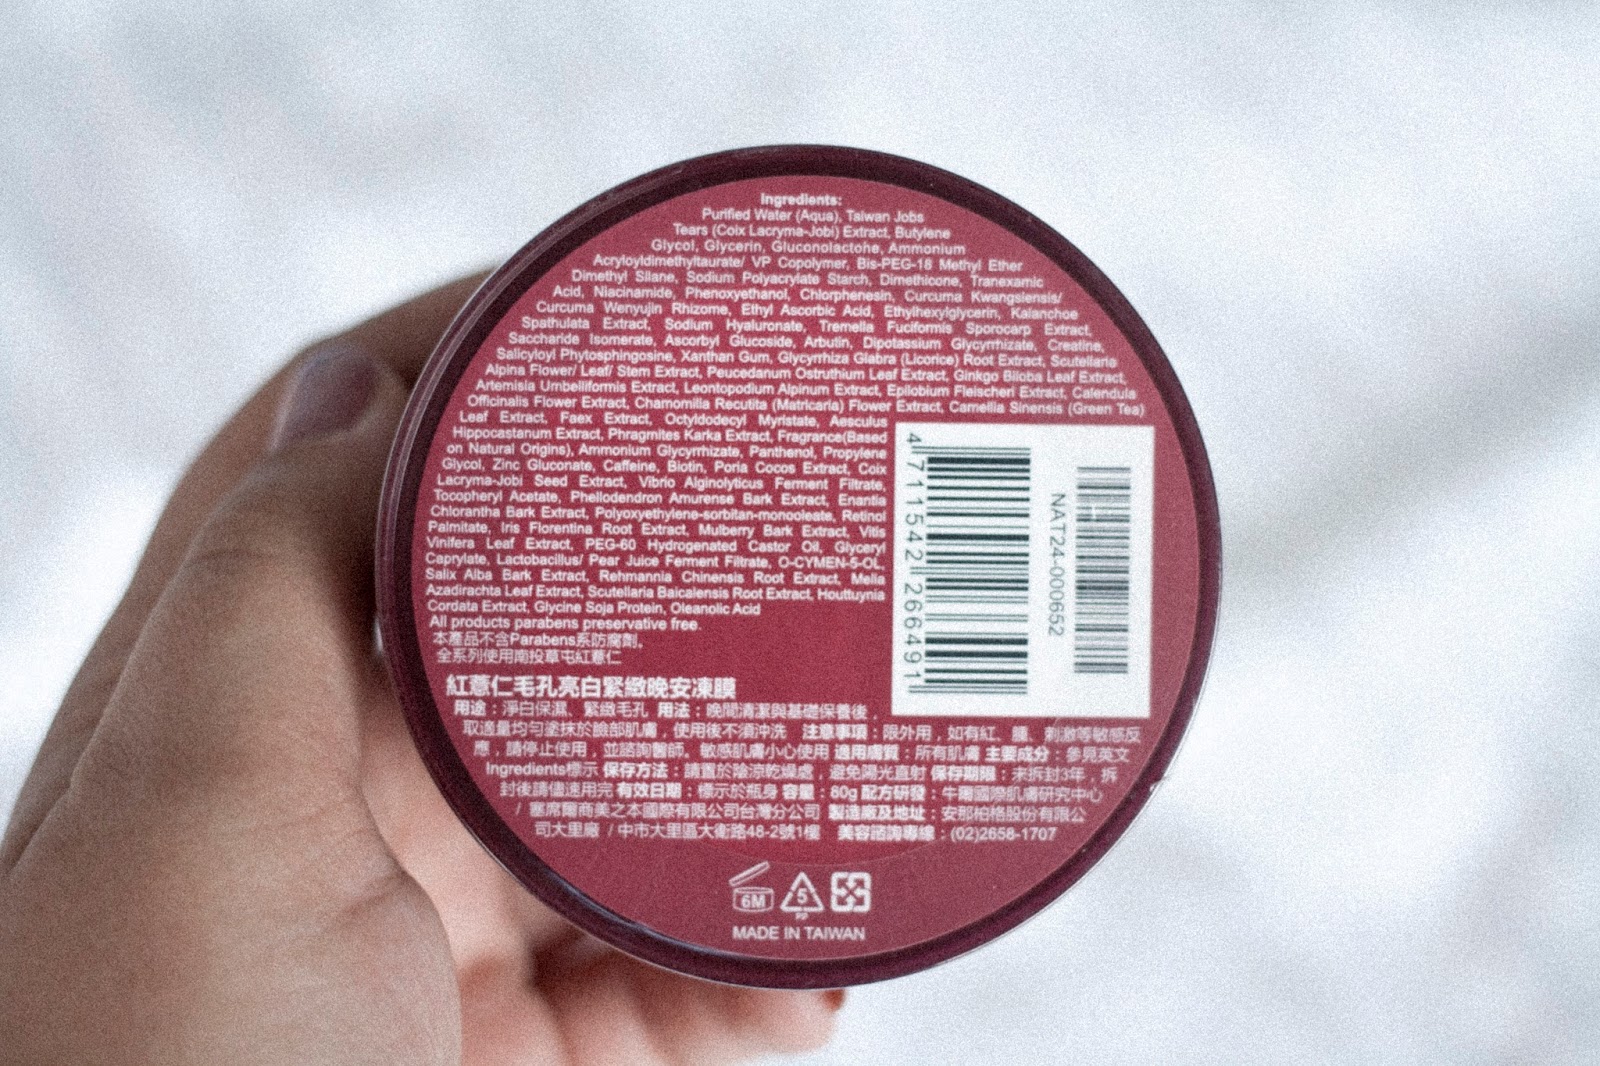 Ingredients:
Purified Water (Aqua), Taiwan Jobs
Tears (Coix Lacryma-Jobi) Extract, Butylene
Glycol, Glycerin, Gluconolactone, Ammonium
Acryloyldimethyltaurate/ VP Copolymer, Bis-PEG-18 Methyl Ether
Dimethyl Silane, Sodium Polyacrylate Starch, Dimethicone, Tranexamic
Acid, Niacinamide, Phenoxyethanol, Chlorphenesin, Curcuma Kwangsiensis/
Curcuma Wenyujin Rhizome, Ethyl Ascorbic Acid, Ethylhexylglycerin, Kalanchoe
Spathulata Extract, Sodium Hyaluronate, Tremella Fuciformis Sporocarp Extract,
Saccharide Isomerate, Ascorbyl Glucoside, Arbutin, Dipotassium Glycyrrhizate, Creatine,
Salicyloyl Phytosphingosine, Xanthan Gum, Glycyrrhiza Glabra (Licorice) Root Extract, Scutellaria
Alpina Flower/ Leaf/ Stem Extract, Peucedanum Ostruthium Leaf Extract, Ginkgo Biloba Leaf Extract,
Artemisia Umbelliformis Extract, Leontopodium Alpinum Extract, Epilobium Fleischeri Extract, Calendula
Officinalis Flower Extract, Chamomilla Recutita (Matricaria) Flower Extract, Camellia Sinensis (Green Tea)
Leaf Extract, Faex Extract, Octyldodecyl Myristate, Aesculus
Hippocastanum Extract, Phragmites Karka Extract, Fragrance(Based
on Natural Origins), Ammonium Glycyrrhizate, Panthenol, Propylene
Glycol, Zinc Gluconate, Caffeine, Biotin, Poria Cocos Extract, Coix
Lacryma-Jobi Seed Extract, Vibrio Alginolyticus Ferment Filtrate,
Tocopheryl Acetate, Phellodendron Amurense Bark Extract, Enantia
Chlorantha Bark Extract, Polyoxyethylene-sorbitan-monooleate, Retinol
Palmitate, Iris Florentina Root Extract, Mulberry Bark Extract, Vitis
Vinifera Leaf Extract, PEG-60 Hydrogenated Castor Oil, Glyceryl
Caprylate, Lactobacillus/ Pear Juice Ferment Filtrate, O-CYMEN-5-OL,
Salix Alba Bark Extract, Rehmannia Chinensis Root Extract, Melia
Azadirachta Leaf Extract, Scutellaria Baicalensis Root Extract, Houttuynia
Cordata Extract, Glycine Soja Protein, Oleanolic Acid
All products parabens preservative free.
本產品不含Parabens系防腐劑。
全系列使用南投草屯紅薏仁
紅薏仁毛孔亮白緊緻晚安凍膜
用途：淨白保濕、緊緻毛孔 用法：晚間清潔與基礎保養後，
取適量均勻塗抹於臉部肌膚，使用後不須沖洗 注意事項：限外用，如有紅、腫、刺激等敏感反
應，請停止使用，並諮詢醫師。敏感肌膚小心使用 適用膚質：所有肌膚 主要成分：參見英文
Ingredients標示 保存方法：請置於陰涼乾燥處，避免陽光直射 保存期限：未拆封3年，拆
封後請儘速用完 有效日期：標示於瓶身 容量：80g 配方研發：牛爾國際肌膚研究中心
/ 塞席爾商美之本國際有限公司台灣分公司 製造廠及地址：安那柏格股份有限公
司大里廠 / 中市大里區大衛路48-2號1樓 美容諮詢專線：(02)2658-1707
4 711542 266491
NAT24-000652
6M
5
PP
MADE IN TAIWAN